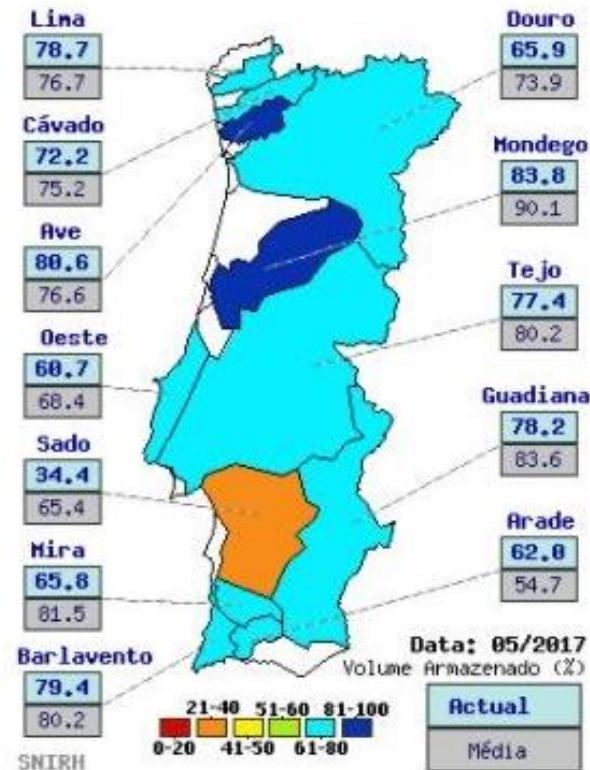 Lima
78.7
76.7
Cávado
72.2
75.2
Ave
80.6
76.6
Oeste
60.7
68.4
Sado
34.4
65.4
Mira
65.8
81.5
Barlavento
79.4
80.2
Douro
65.9
73.9
Mondego
83.8
90.1
Tejo
77.4
80.2
Guadiana
78.2
83.6
Arade
62.0
54.7
Data: 05/2017
Volume Armazenado (%)
Actual
Média
21-40 51-60 81-100
0-20 41-50 61-80
SNIRH